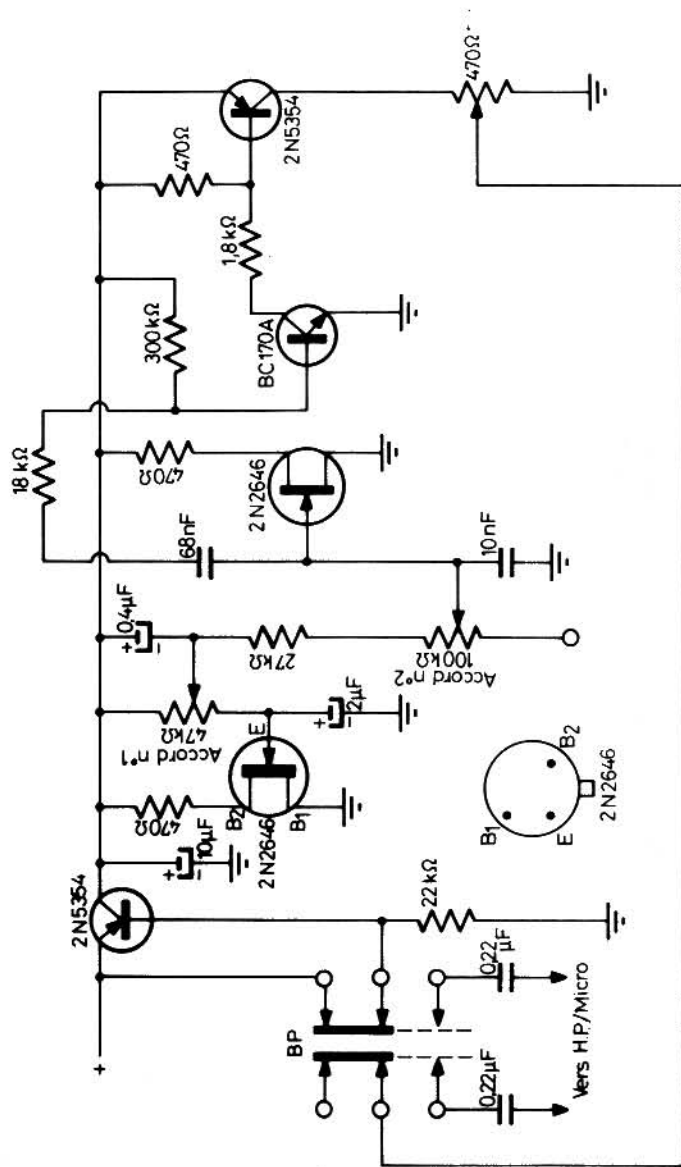 +
2N5354
BP
22 kΩ
0,22µF
0,22
µF
Vers H.P./Micro
10µF
470Ω
B2
B1
2N2646
E
47kΩ
Accord n°1
+
-
2µF
+
-
0,4µF
+
-
27kΩ
100kΩ
Accord n°2
B1
E
B2
2N2646
18 kΩ
68nF
10nF
470Ω
2N2646
300kΩ
BC170A
1,8 kΩ
470Ω
2N5354
470Ω